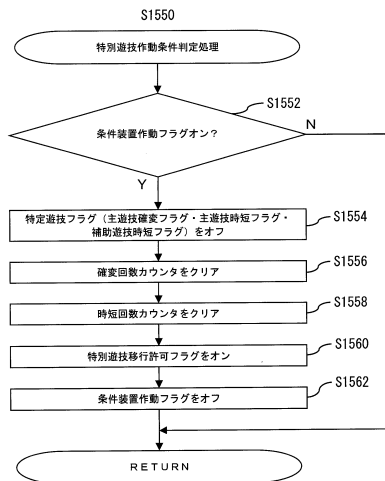 S1550
特別遊技作動条件判定処理
S1552
条件装置作動フラグオン？
N
Y
特定遊技フラグ（主遊技確変フラグ・主遊技時短フラグ・
補助遊技時短フラグ）をオフ
S1554
確変回数カウンタをクリア
S1556
時短回数カウンタをクリア
S1558
特別遊技移行許可フラグをオン
S1560
条件装置作動フラグをオフ
S1562
RETURN